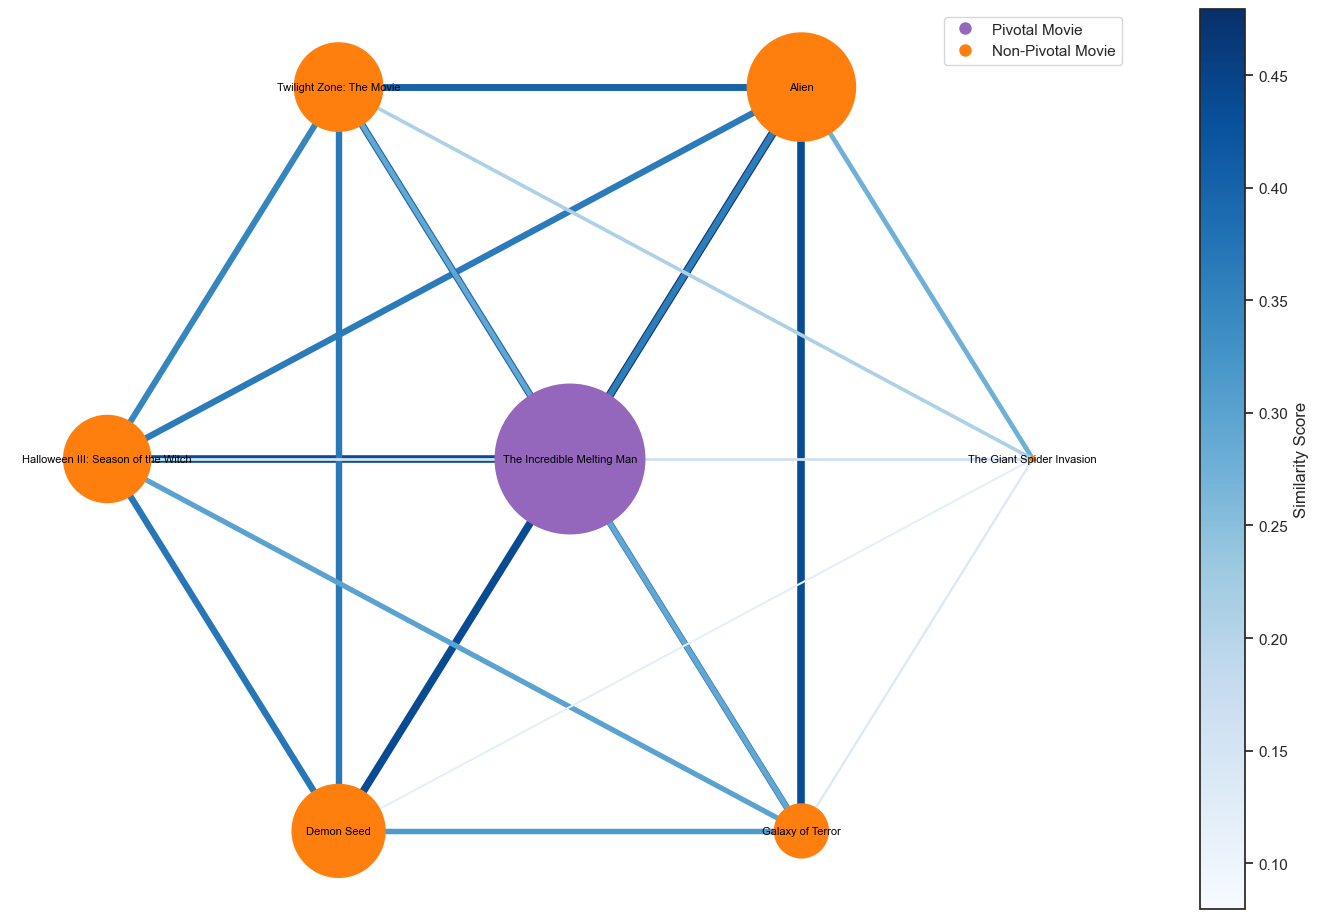 Pivotal Movie
Non-Pivotal Movie
Twilight Zone: The Movie
Alien
Halloween III: Season of the Witch
The Incredible Melting Man
The Giant Spider Invasion
Demon Seed
Galaxy of Terror
0.45
0.40
0.35
0.30
0.25
0.20
0.15
0.10
Similarity Score